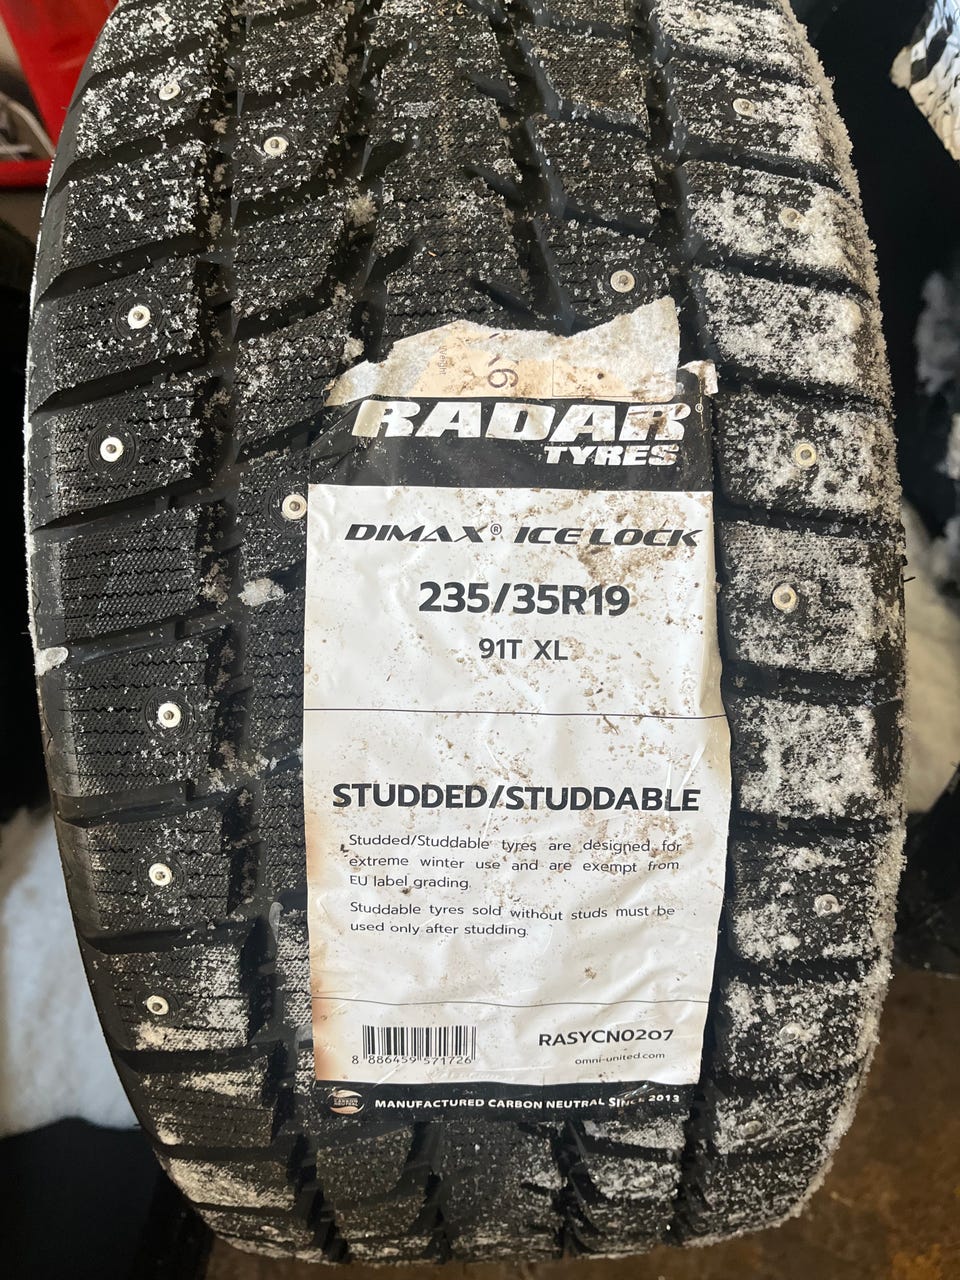 RADAR®
TYRES
DIMAX® ICE LOCK
235/35R19
91T XL
STUDDED/STUDDABLE
Studded/Studdable tyres are designed for
extreme winter use and are exempt from
EU label grading.
Studdable tyres sold without studs must be
used only after studding.
8 886459 571726
RASYCN0207
omni-united.com
MANUFACTURED CARBON NEUTRAL SINCE 2013